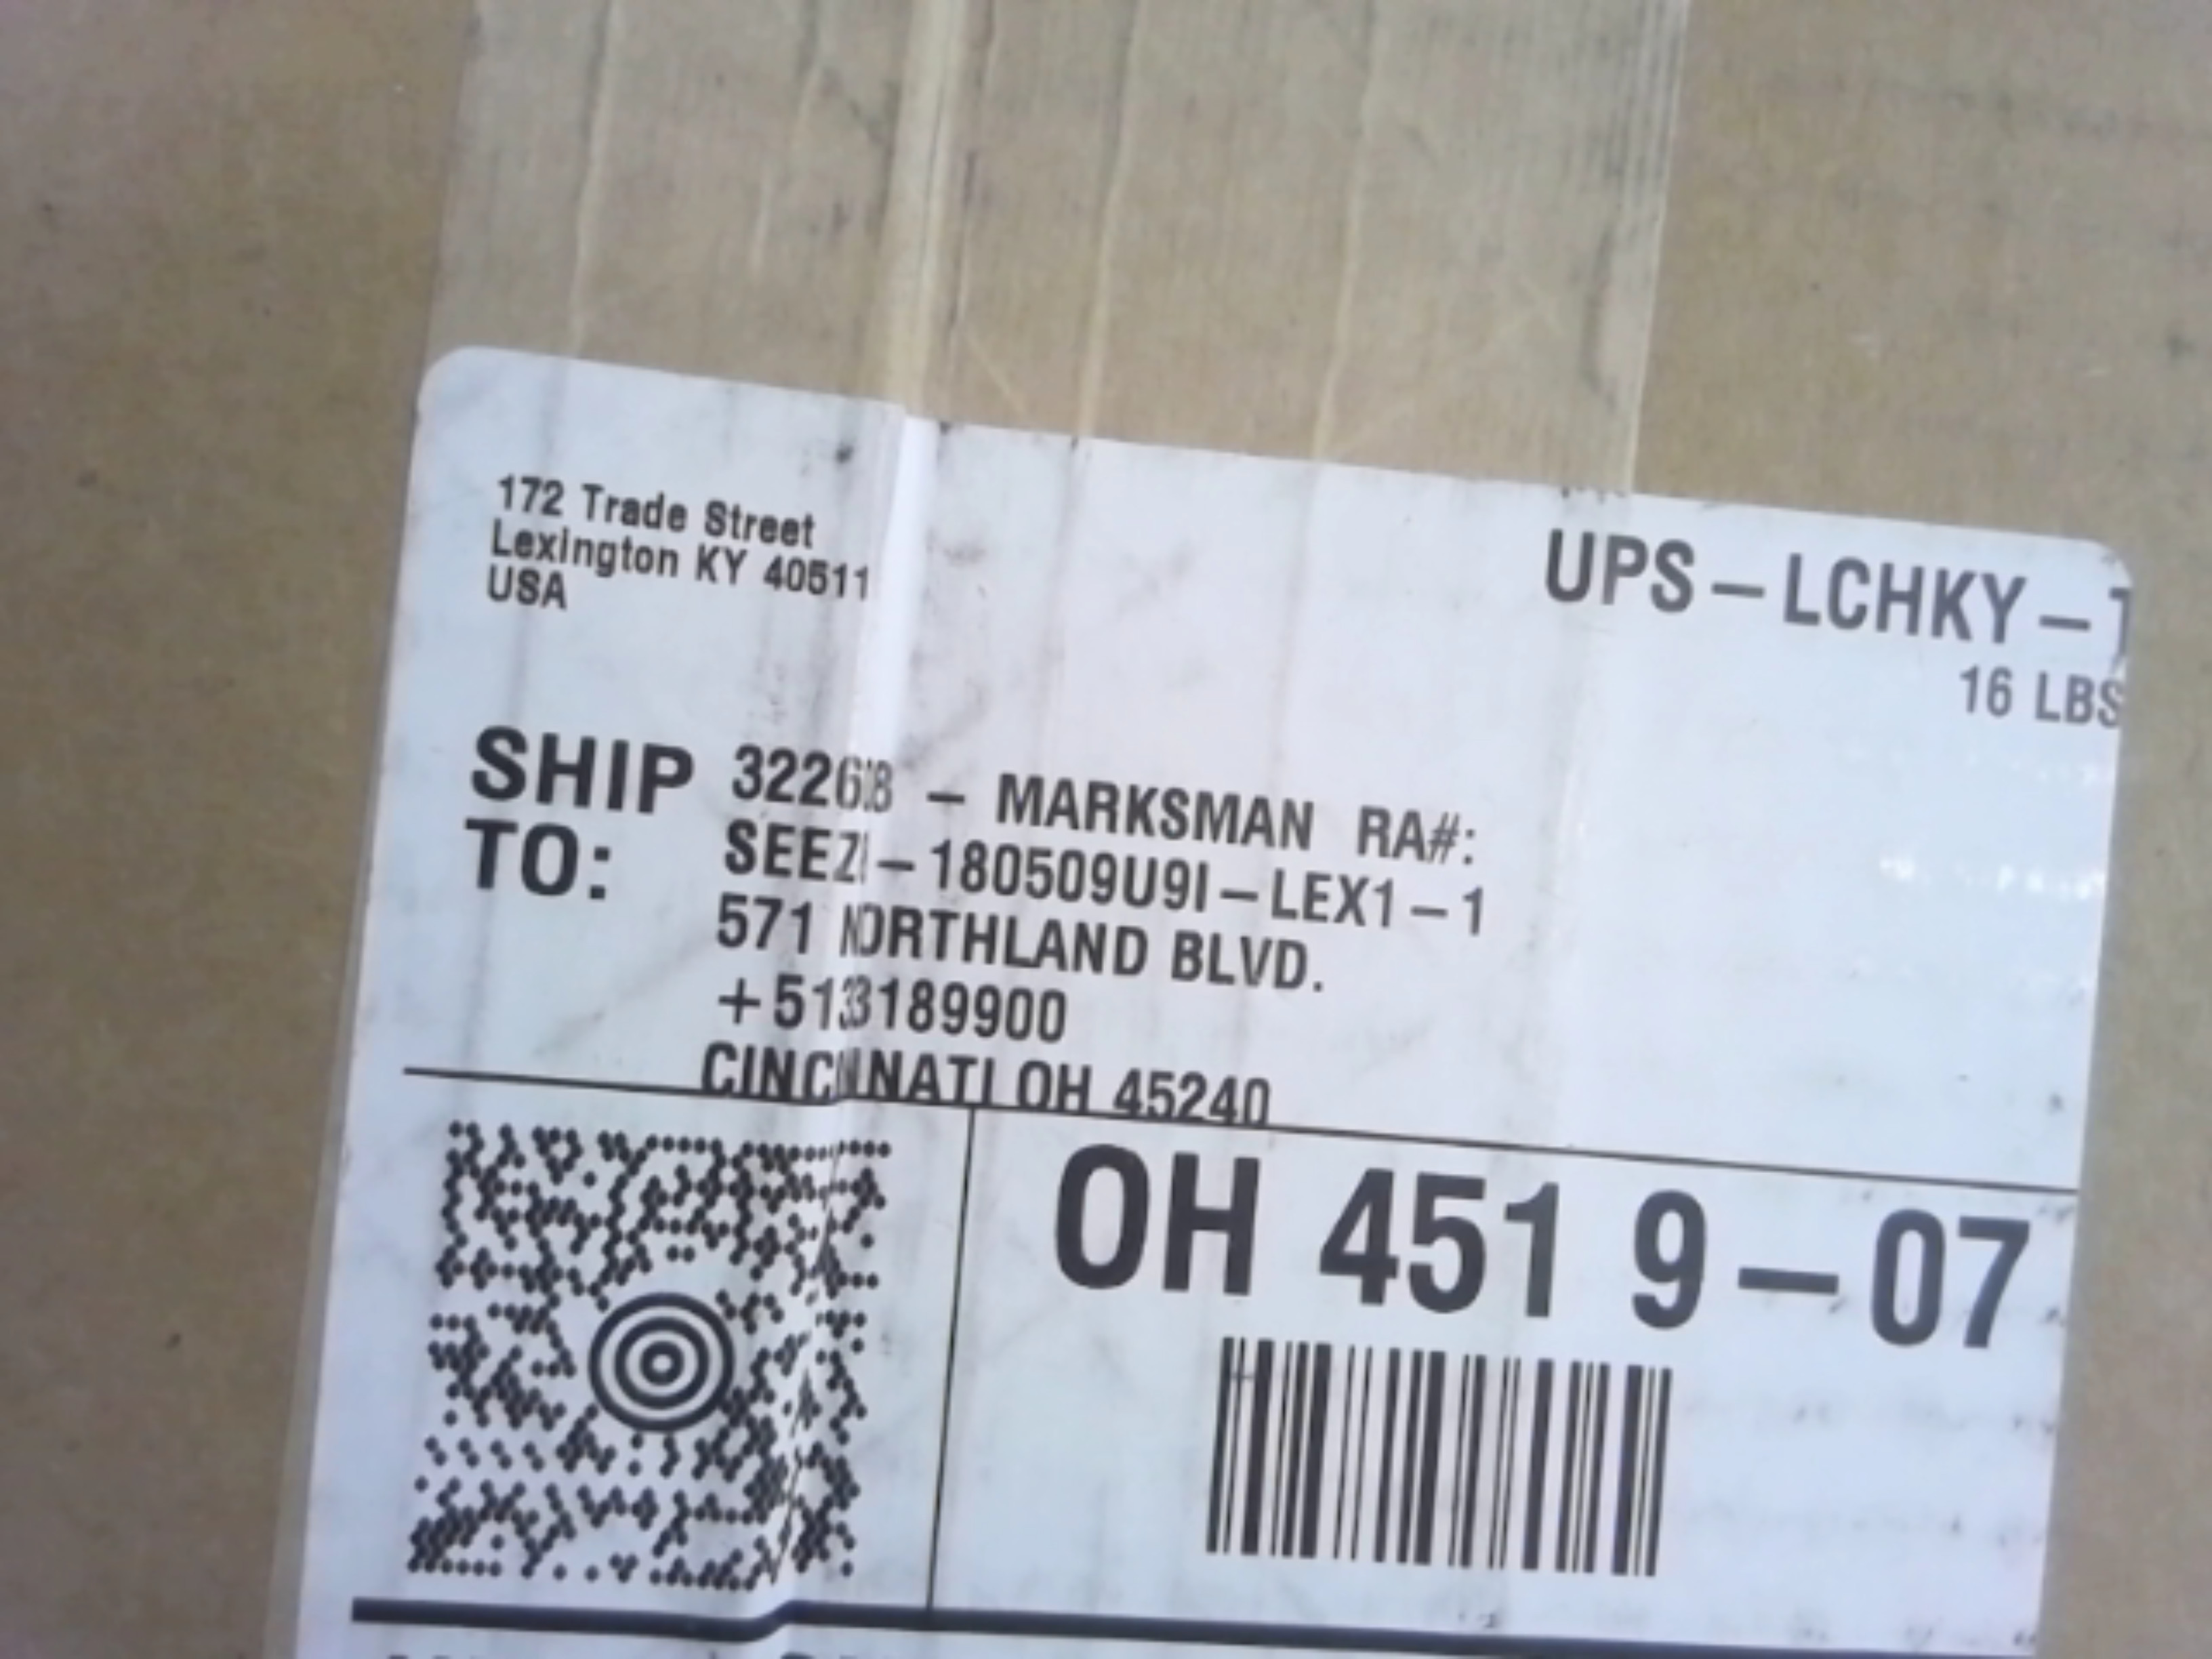 172 Trade Street
Lexington KY 40511
USA
UPS-LCHKY-
16 LBS
SHIP TO:
- MARKSMAN RA#:
SEEZI-180509U9I-LEX1-1
571 NORTHLAND BLVD.
+5133189900
CINCINNATI OH 45240
OH 451 9-07